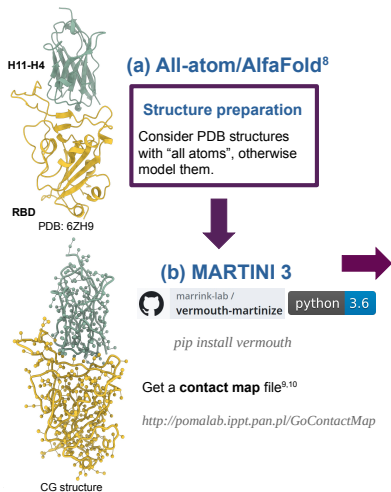 H11-H4
(a) All-atom/AlfaFold⁸
Structure preparation
Consider PDB structures
with “all atoms”, otherwise
model them.
RBD
PDB: 6ZH9
(b) MARTINI 3
marrink-lab /
vermouth-martinize
python 3.6
pip install vermouth
Get a contact map file⁹,¹⁰
http://pomalab.ippt.pan.pl/GoContactMap
CG structure